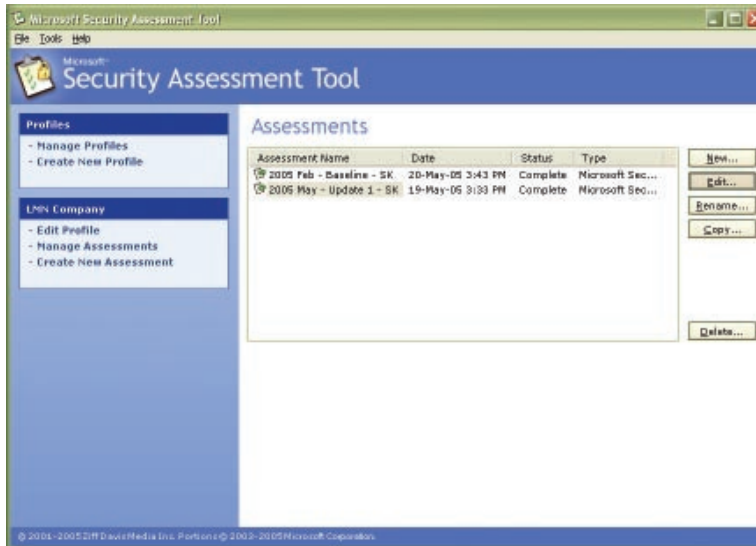 Microsoft Security Assessment Tool
File Tools Help
Microsoft
Security Assessment Tool
Profiles
- Manage Profiles
- Create New Profile
LMN Company
- Edit Profile
- Manage Assessments
- Create New Assessment
Assessments
Assessment Name Date Status Type
2005 Feb - Baseline - SK 20-May-05 3:43 PM Complete Microsoft Sec...
2005 May - Update 1 - SK 19-May-05 3:33 PM Complete Microsoft Sec...
New...
Edit...
Rename...
Copy...
Delete...
© 2001-2005 Ziff Davis Media Inc. Portions © 2003-2005 Microsoft Corporation.